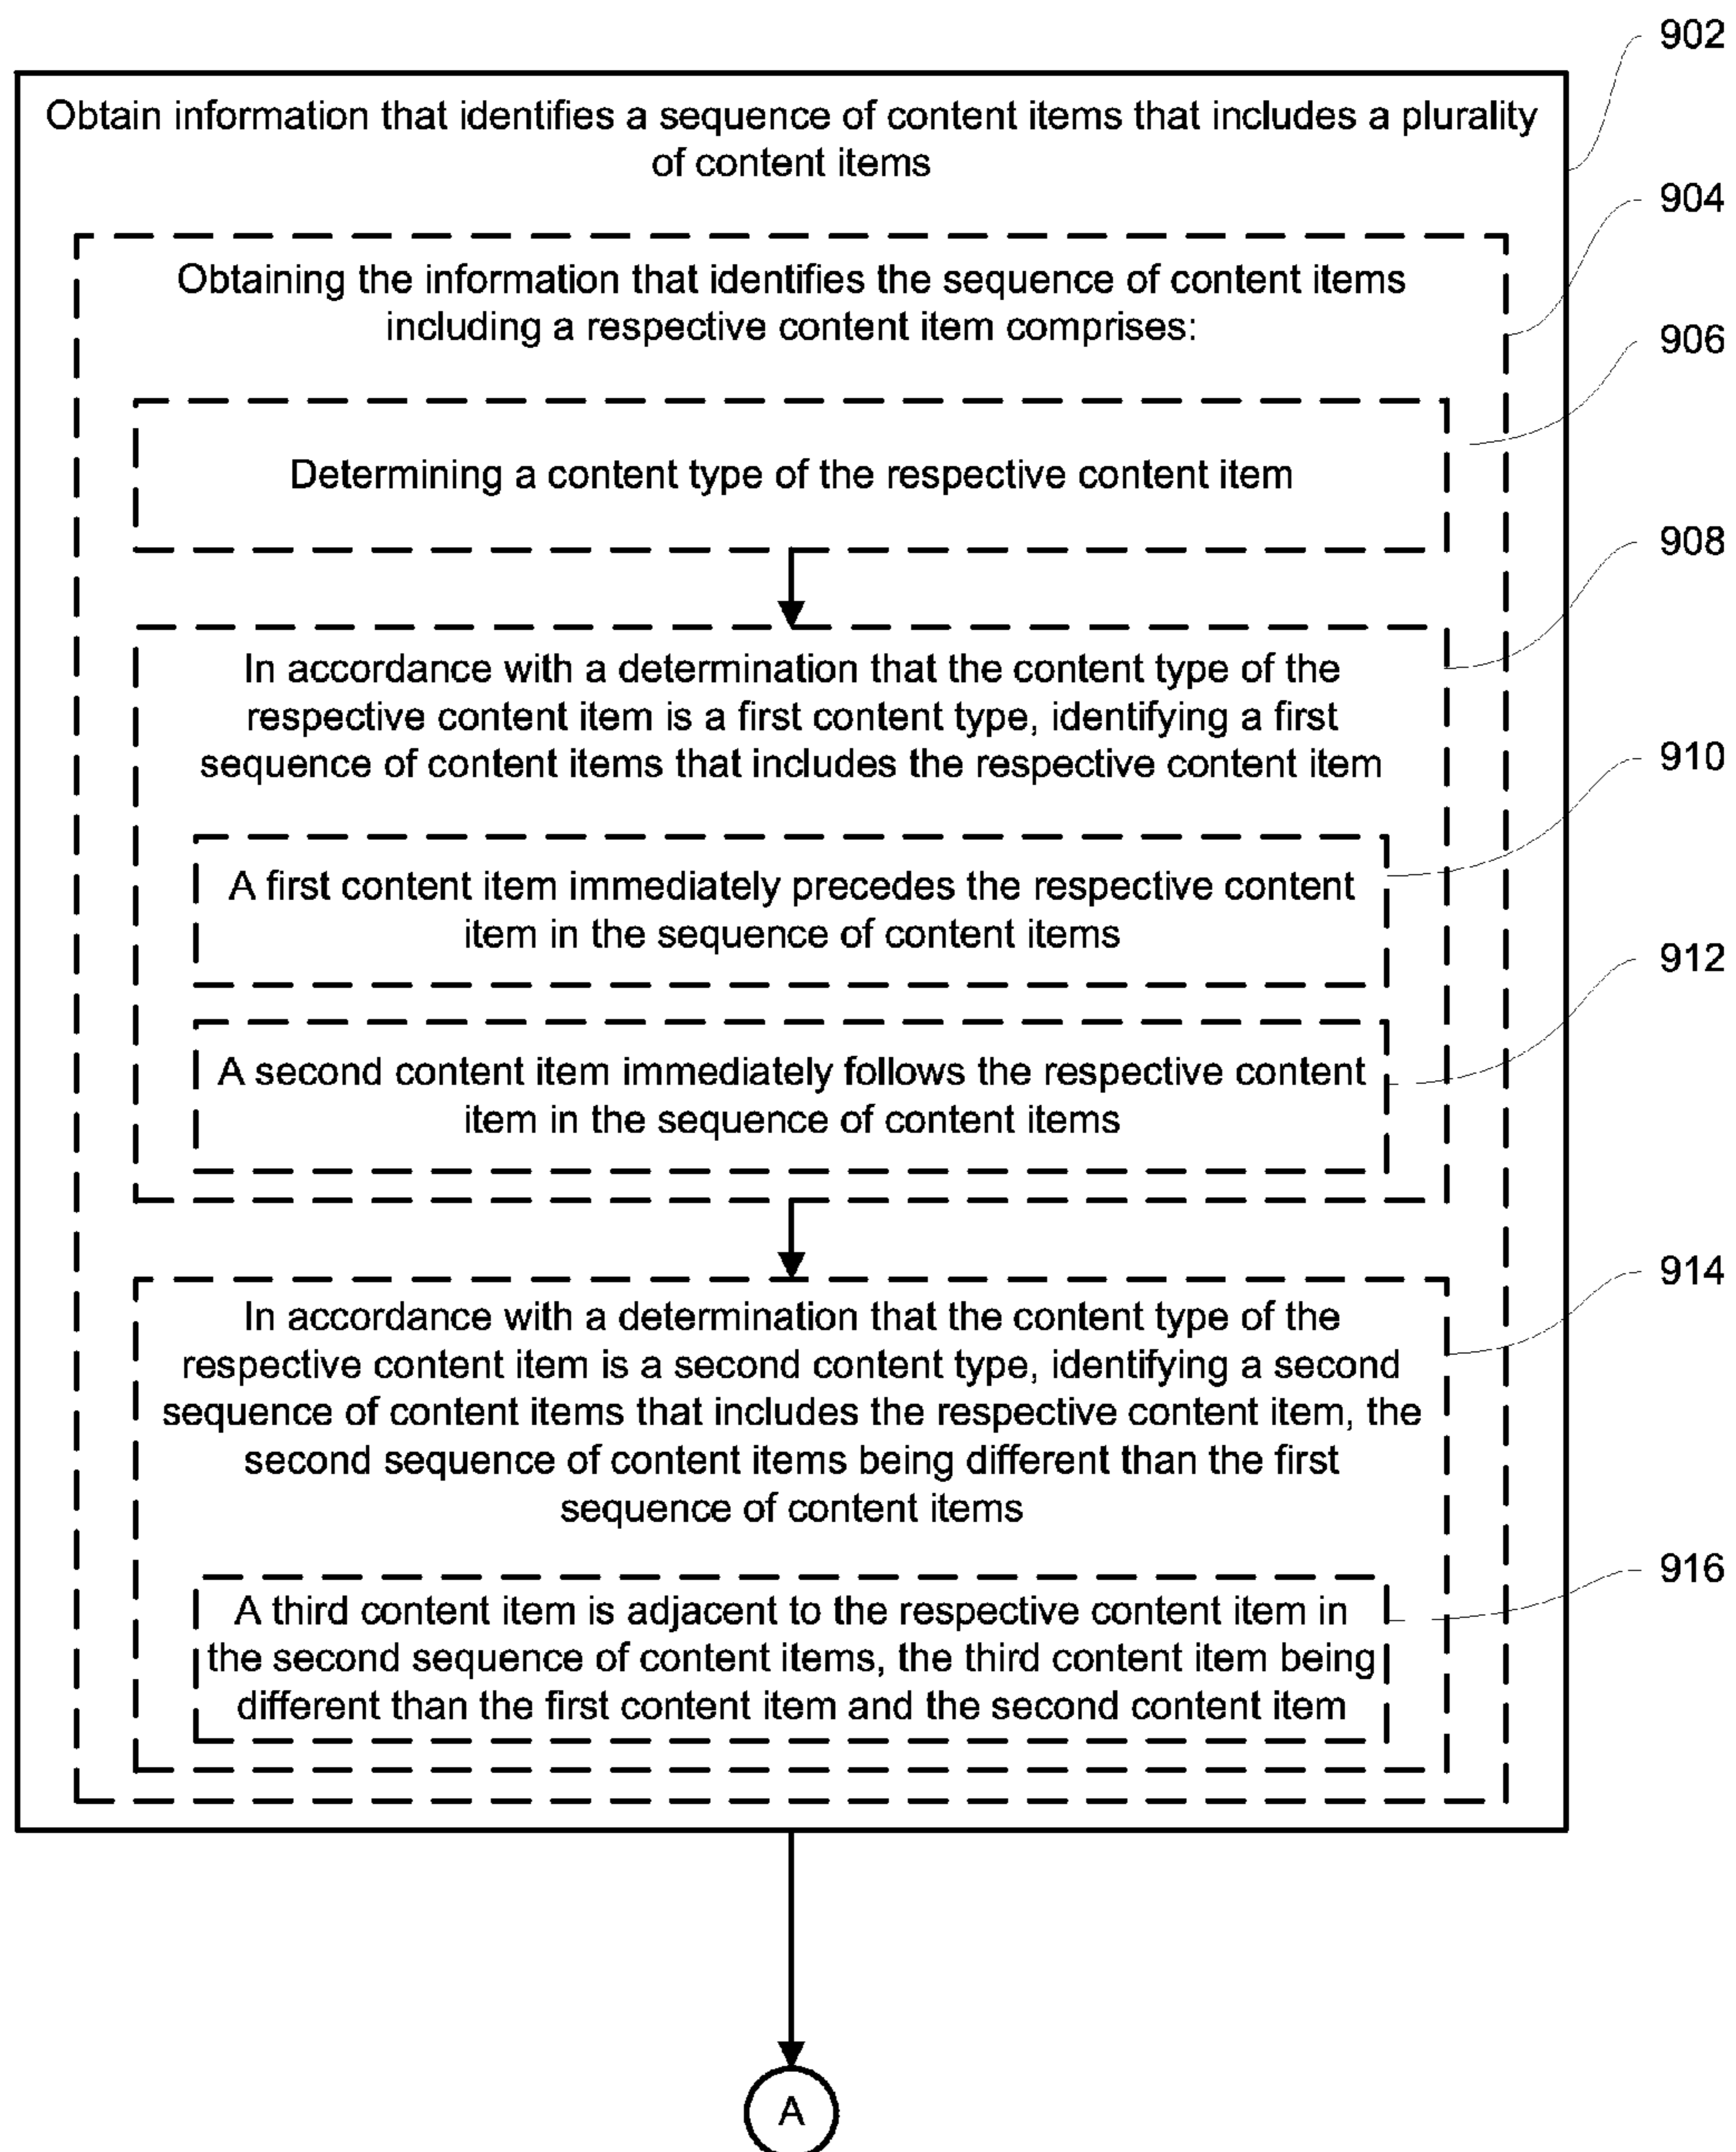 902
Obtain information that identifies a sequence of content items that includes a plurality
of content items
904
Obtaining the information that identifies the sequence of content items
including a respective content item comprises:
906
Determining a content type of the respective content item
908
In accordance with a determination that the content type of the
respective content item is a first content type, identifying a first
sequence of content items that includes the respective content item
910
A first content item immediately precedes the respective content
item in the sequence of content items
912
A second content item immediately follows the respective content
item in the sequence of content items
914
In accordance with a determination that the content type of the
respective content item is a second content type, identifying a second
sequence of content items that includes the respective content item, the
second sequence of content items being different than the first
sequence of content items
916
A third content item is adjacent to the respective content item in
the second sequence of content items, the third content item being
different than the first content item and the second content item
A